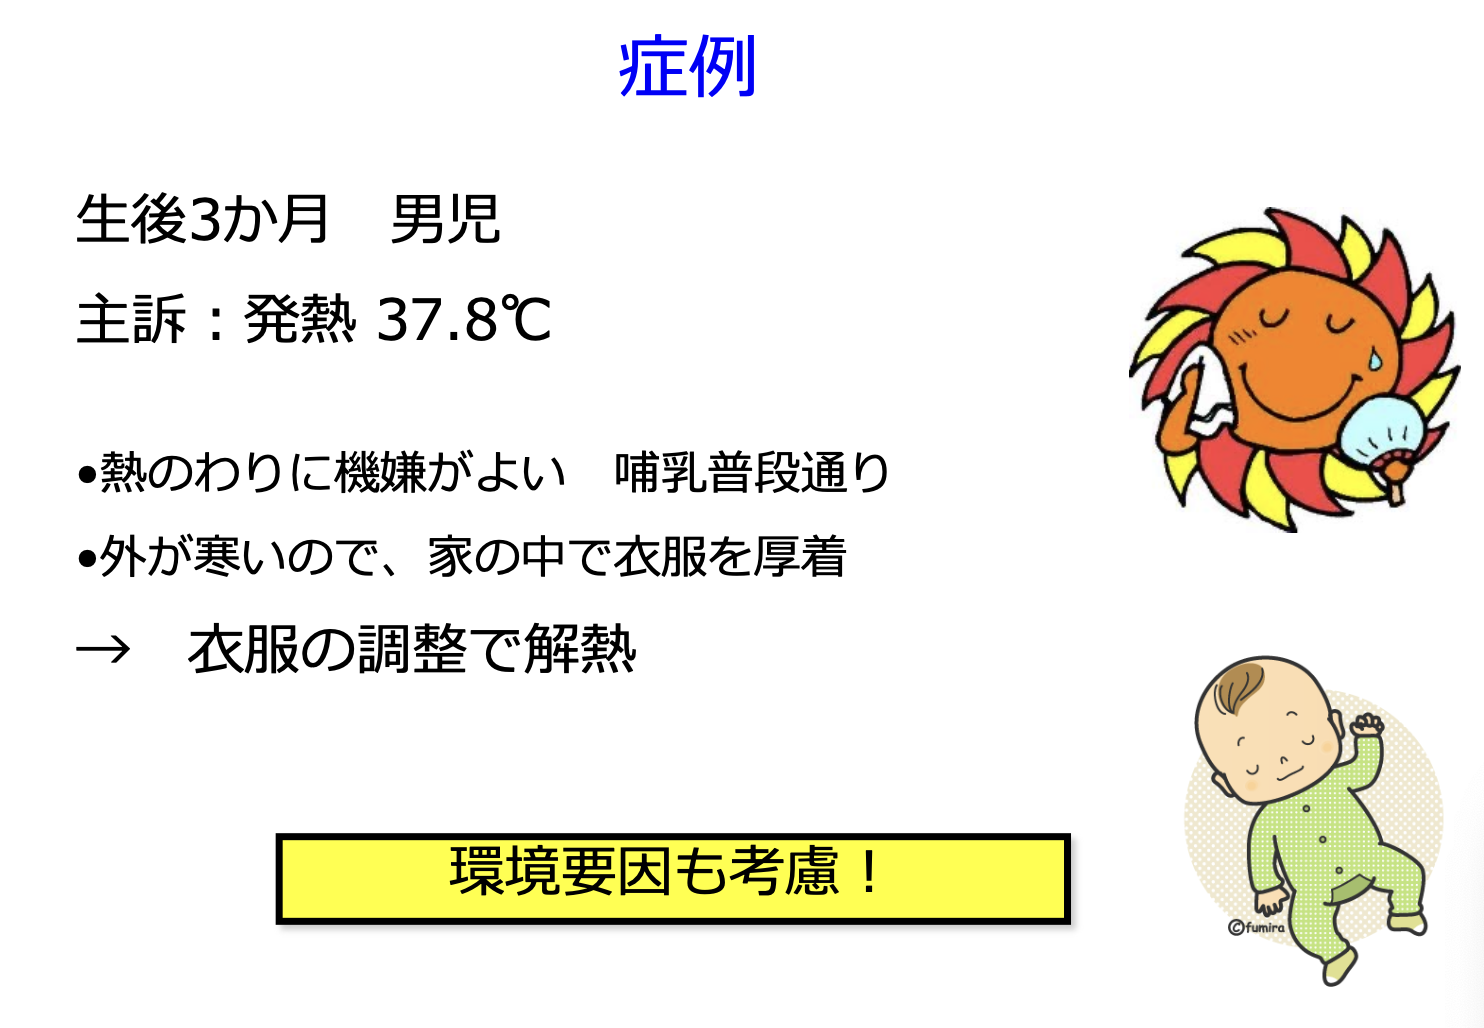 症例
生後3か月　男児
主訴：発熱 37.8℃
•熱のわりに機嫌がよい　哺乳普段通り
•外が寒いので、家の中で衣服を厚着
→　衣服の調整で解熱
環境要因も考慮！
©fumira